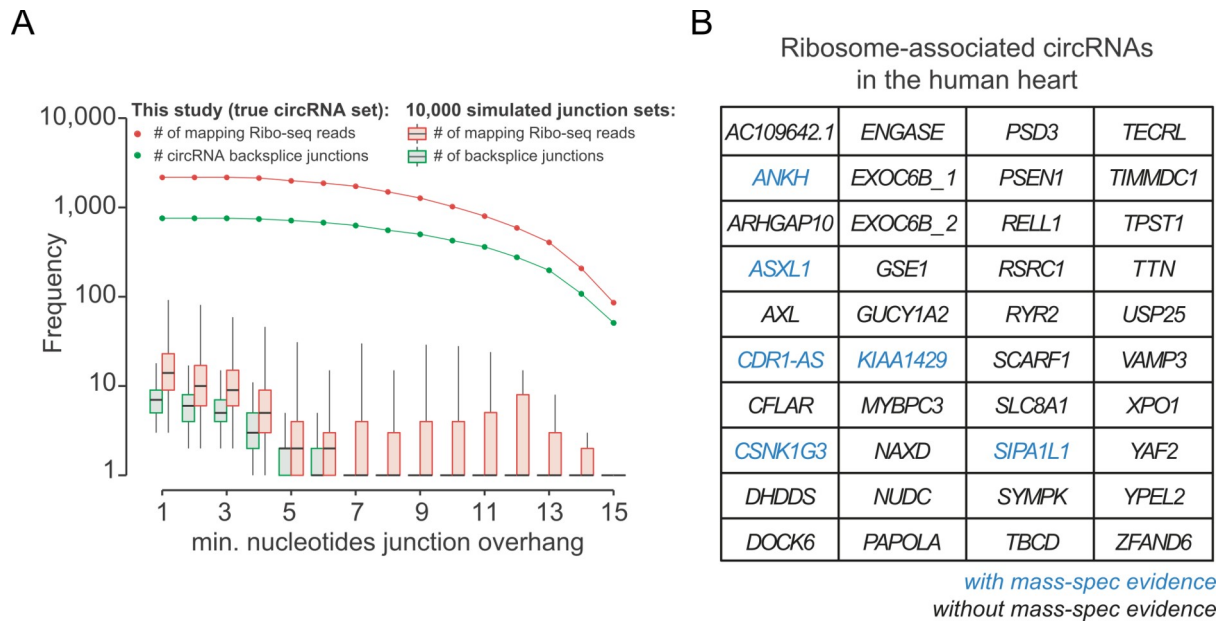 A
This study (true circRNA set):
# of mapping Ribo-seq reads
# circRNA backsplice junctions
10,000 simulated junction sets:
# of mapping Ribo-seq reads
# of backsplice junctions
Frequency
10,000
1,000
100
10
1
1 3 5 7 9 11 13 15
min. nucleotides junction overhang
B
Ribosome-associated circRNAs
in the human heart
AC109642.1 ENGASE PSD3 TECRL
ANKH EXOC6B_1 PSEN1 TIMMDC1
ARHGAP10 EXOC6B_2 RELL1 TPST1
ASXL1 GSE1 RSRC1 TTN
AXL GUCY1A2 RYR2 USP25
CDR1-AS KIAA1429 SCARF1 VAMP3
CFLAR MYBPC3 SLC8A1 XPO1
CSNK1G3 NAXD SIPA1L1 YAF2
DHDDS NUDC SYMPK YPEL2
DOCK6 PAPOLA TBCD ZFAND6
with mass-spec evidence
without mass-spec evidence